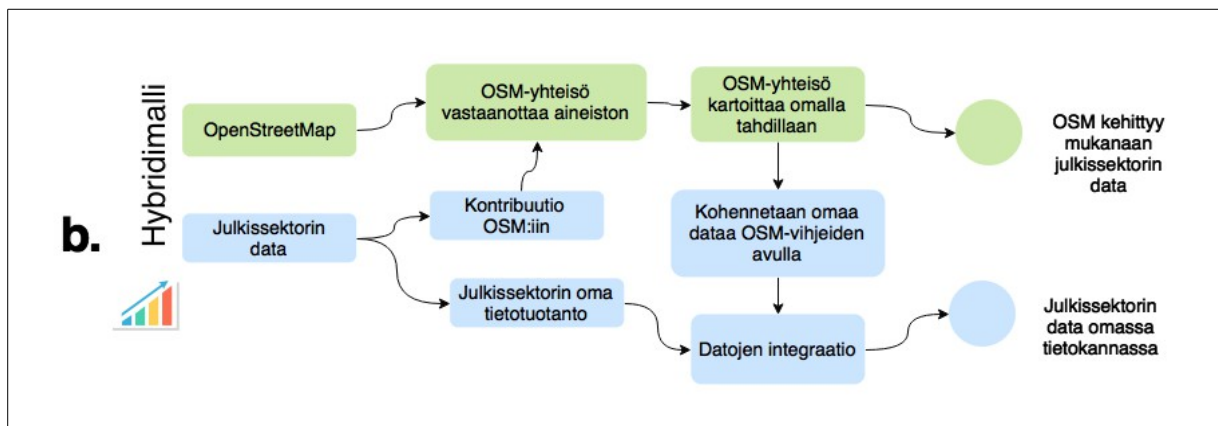 b.
Hybridimalli
OpenStreetMap
OSM-yhteisö
vastaanottaa aineiston
OSM-yhteisö
kartoittaa omalla
tahdillaan
OSM kehittyy
mukanaan
julkissektorin
data
Julkissektorin
data
Kontribuutio
OSM:iin
Kohennetaan omaa
dataa OSM-vihjeiden
avulla
Julkissektorin oma
tietotuotanto
Datojen integraatio
Julkissektorin
data omassa
tietokannassa